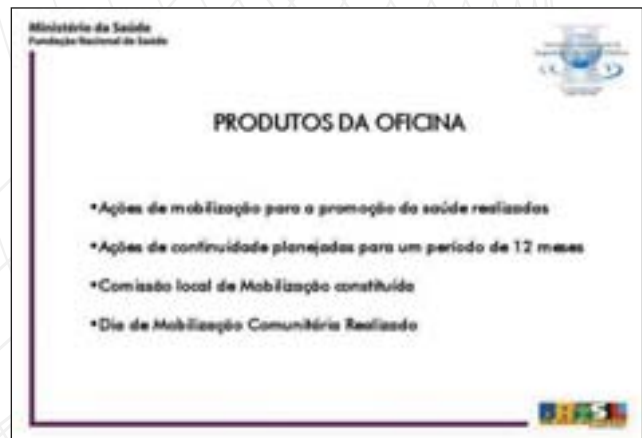 Ministério da Saúde
Fundação Nacional de Saúde
PRODUTOS DA OFICINA
•Ações de mobilização para a promoção da saúde realizadas
•Ações de continuidade planejadas para um período de 12 meses
•Comissão local de Mobilização constituída
•Dia de Mobilização Comunitária Realizado
BRASIL